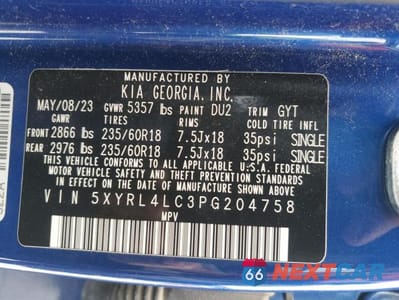 MANUFACTURED BY
KIA GEORGIA, INC.
MAY/08/23 GVWR 5357 lbs PAINT DU2 TRIM GYT
GAWR TIRES RIMS COLD TIRE INFL
FRONT 2866 lbs 235/60R18 7.5Jx18 35psi SINGLE
REAR 2976 lbs 235/60R18 7.5Jx18 35psi SINGLE
THIS VEHICLE CONFORMS TO ALL APPLICABLE U.S.A. FEDERAL
MOTOR VEHICLE SAFETY, BUMPER, AND THEFT PREVENTION
STANDARDS IN EFFECT ON THE DATE OF MANUFACTURE SHOWN ABOVE.
VIN 5XYRL4LC3PG204758
MPV
66 NEXTCAR